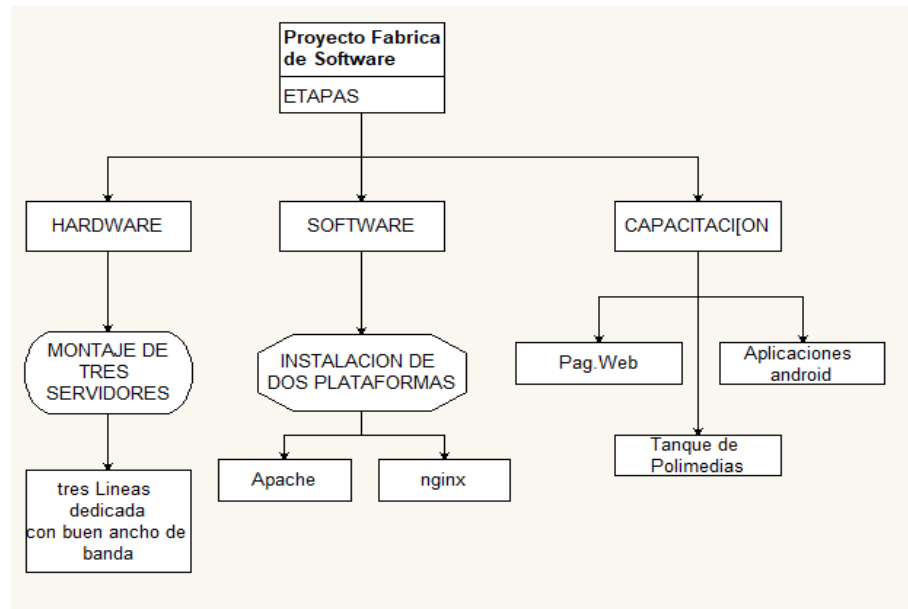 Proyecto Fabrica
de Software
ETAPAS
HARDWARE
SOFTWARE
CAPACITACI[ON
MONTAJE DE
TRES
SERVIDORES
INSTALACION DE
DOS PLATAFORMAS
Pag.Web
Aplicaciones
android
Tanque de
Polimedias
Apache
nginx
tres Lineas
dedicada
con buen ancho de
banda